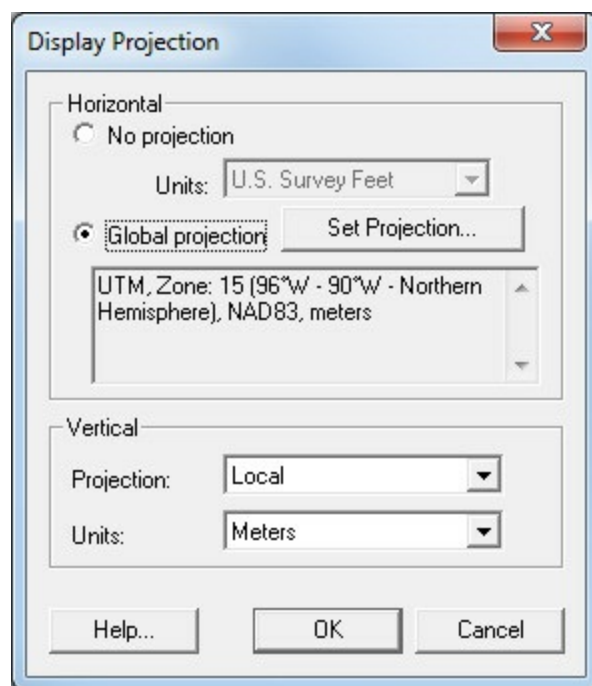 Display Projection
Horizontal
No projection
Units: U.S. Survey Feet
Global projection Set Projection...
UTM, Zone: 15 (96°W - 90°W - Northern
Hemisphere), NAD83, meters
Vertical
Projection: Local
Units: Meters
Help... OK Cancel